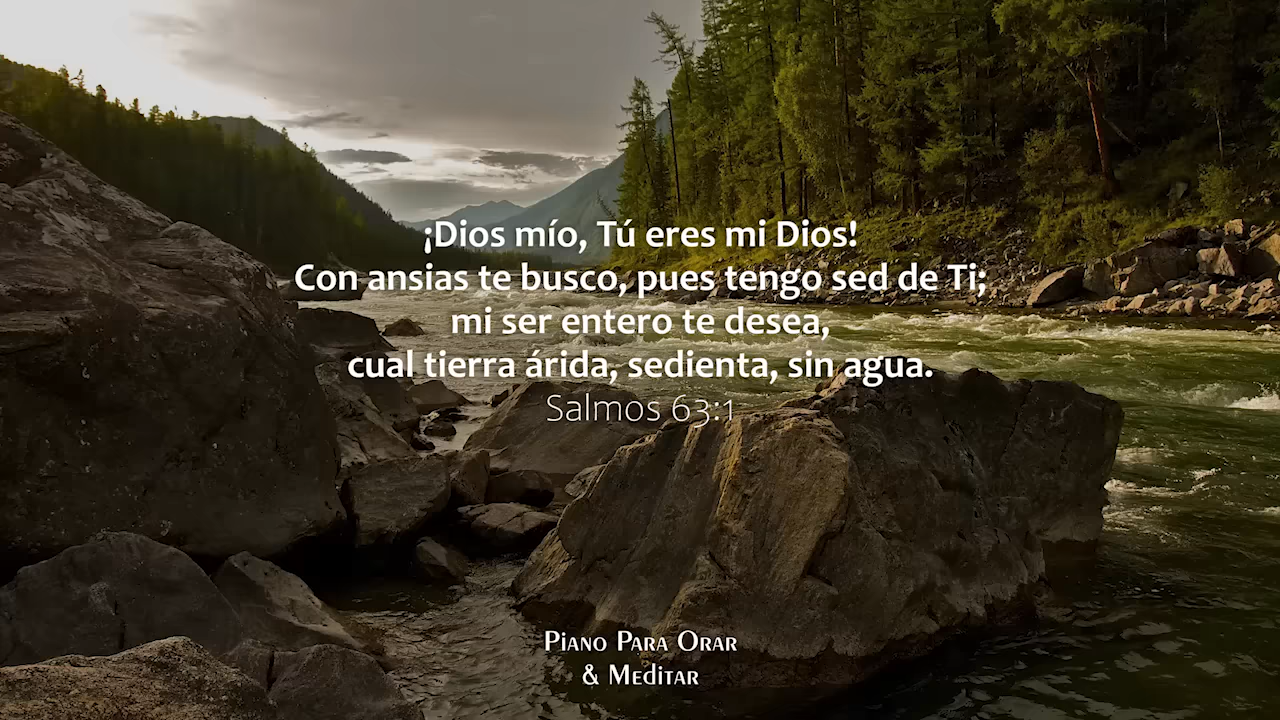 ¡Dios mío, Tú eres mi Dios!
Con ansias te busco, pues tengo sed de Ti;
mi ser entero te desea,
cual tierra árida, sedienta, sin agua.
Salmos 63:1
Piano Para Orar
& Meditar